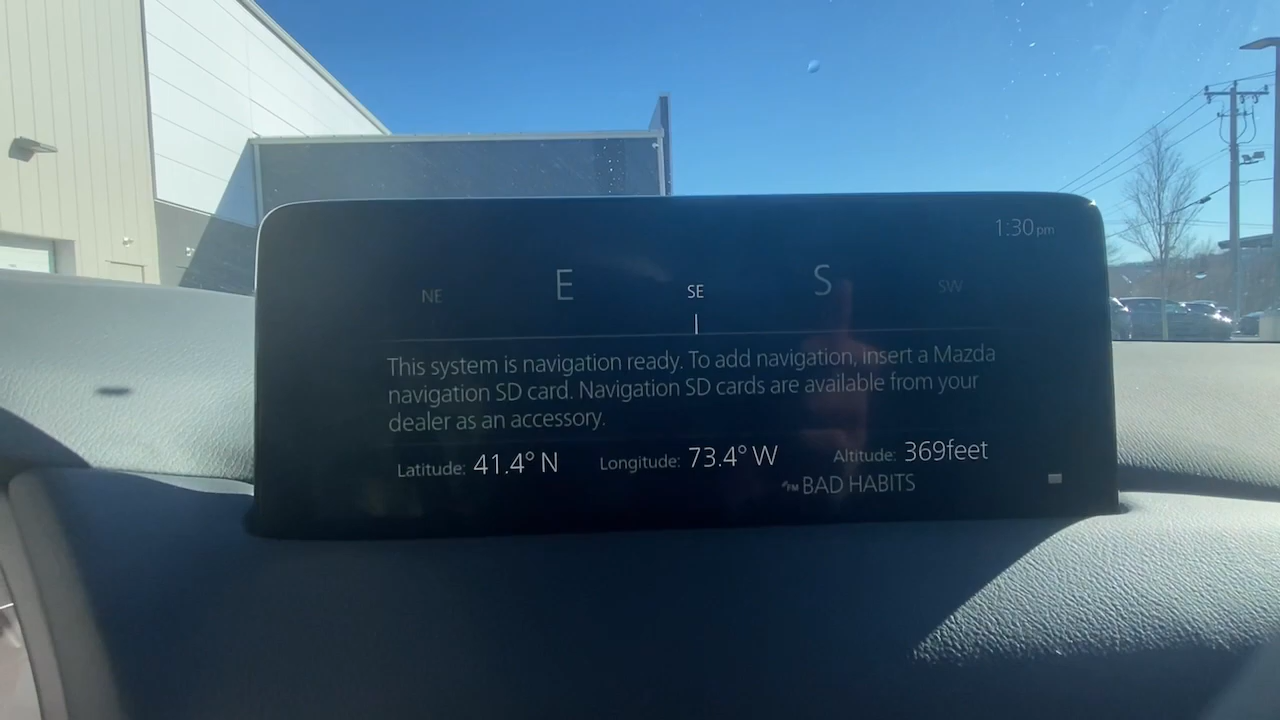 1:30 pm
NE E SE S SW
This system is navigation ready. To add navigation, insert a Mazda
navigation SD card. Navigation SD cards are available from your
dealer as an accessory.
Latitude: 41.4° N Longitude: 73.4° W Altitude: 369feet
FM BAD HABITS